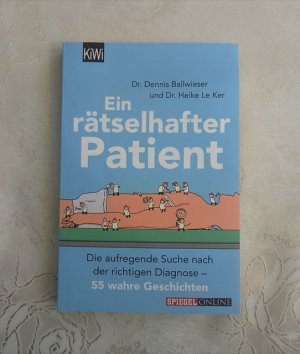 KiWi
Dr. Dennis Ballwieser
und Dr. Heike Le Ker
Ein
rätselhafter
Patient
Die aufregende Suche nach
der richtigen Diagnose –
55 wahre Geschichten
SPIEGEL ONLINE